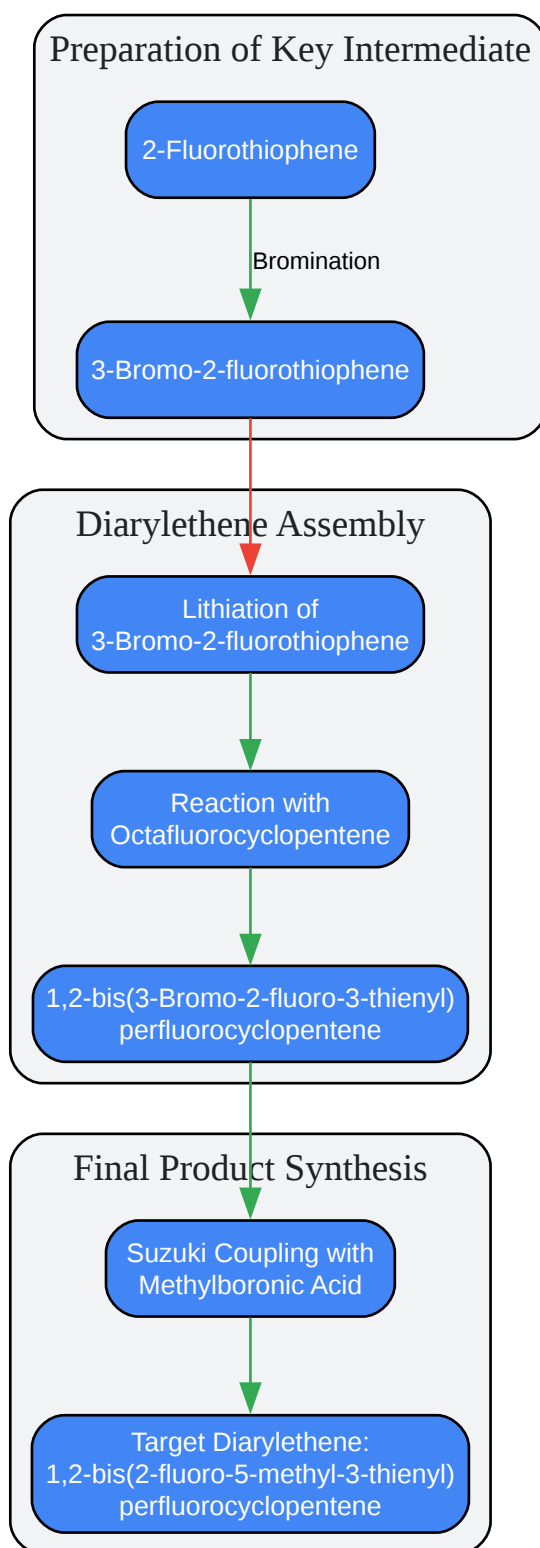 Preparation of Key Intermediate
2-Fluorothiophene
Bromination
3-Bromo-2-fluorothiophene
Diarylethene Assembly
Lithiation of
3-Bromo-2-fluorothiophene
Reaction with
Octafluorocyclopentene
1,2-bis(3-Bromo-2-fluoro-3-thienyl)
perfluorocyclopentene
Final Product Synthesis
Suzuki Coupling with
Methylboronic Acid
Target Diarylethene:
1,2-bis(2-fluoro-5-methyl-3-thienyl)
perfluorocyclopentene